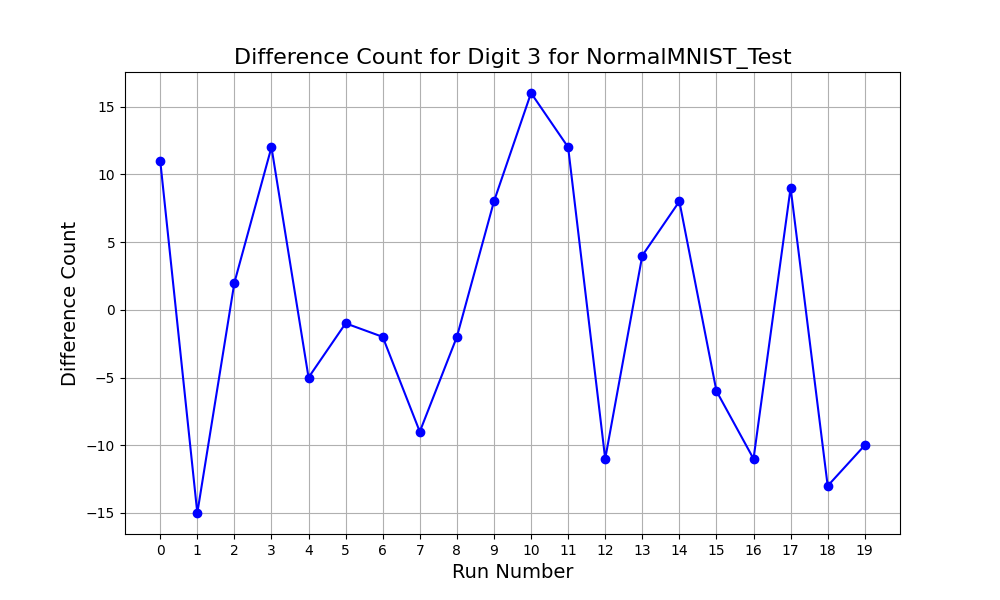 Difference Count for Digit 3 for NormalMNIST_Test
Difference Count
15
10
5
0
−5
−10
−15
0 1 2 3 4 5 6 7 8 9 10 11 12 13 14 15 16 17 18 19
Run Number